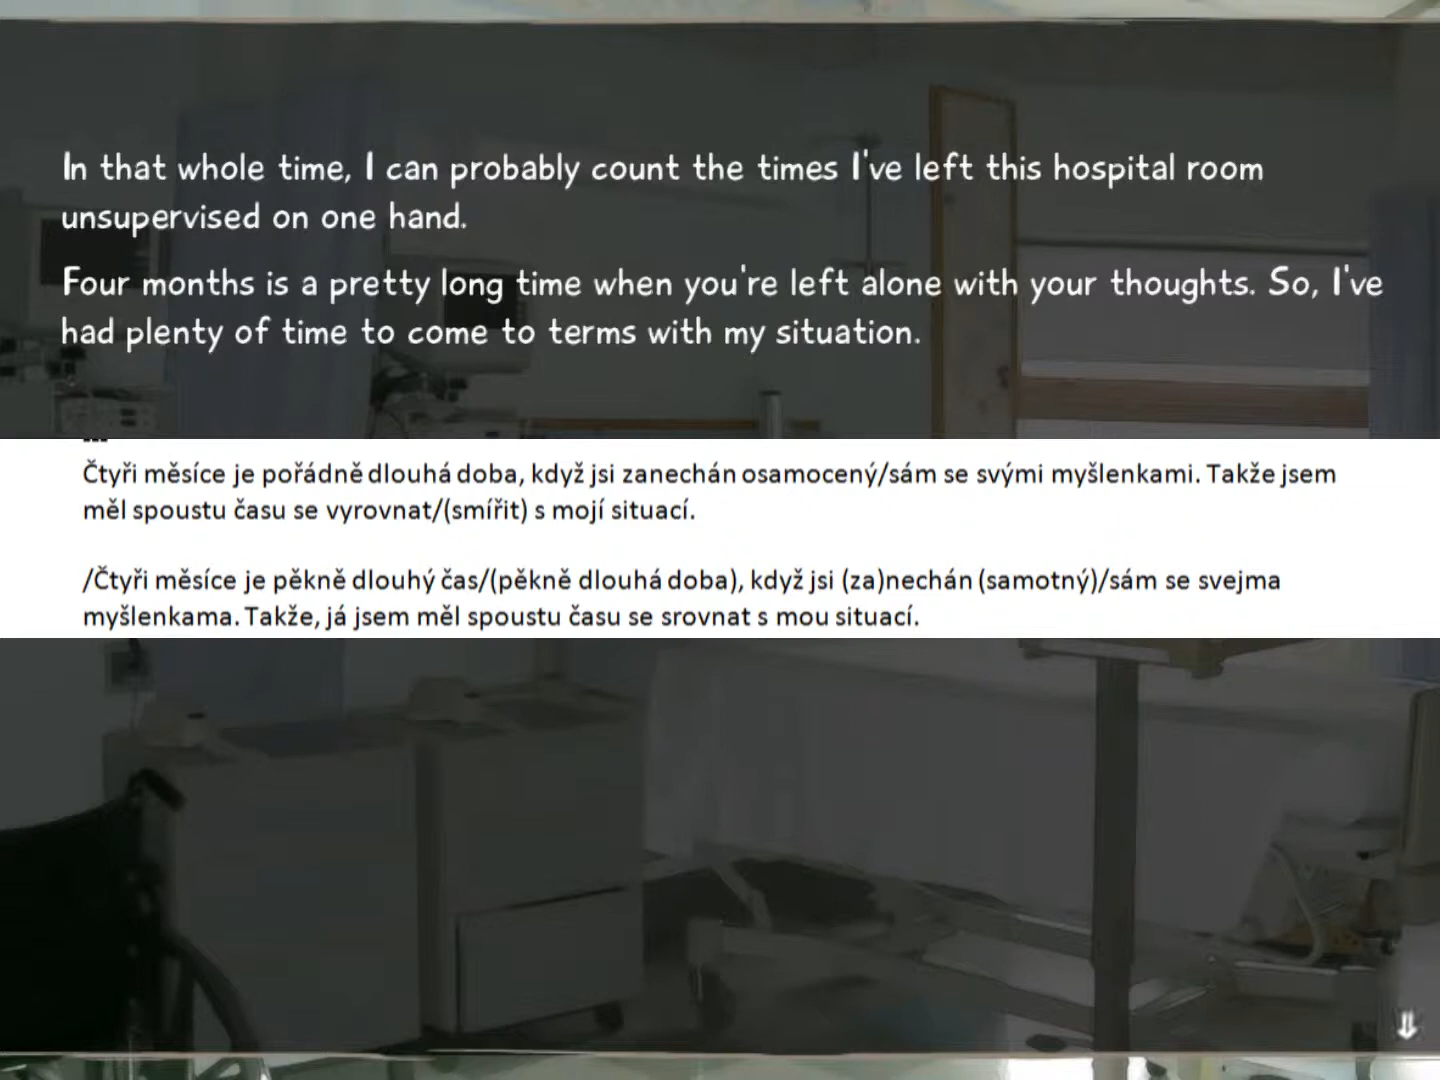 In that whole time, I can probably count the times I've left this hospital room
unsupervised on one hand.
Four months is a pretty long time when you're left alone with your thoughts. So, I've
had plenty of time to come to terms with my situation.
Čtyři měsíce je pořádně dlouhá doba, když jsi zanechán osamocený/sám se svými myšlenkami. Takže jsem
měl spoustu času se vyrovnat/(smířit) s mojí situací.
/Čtyři měsíce je pěkně dlouhý čas/(pěkně dlouhá doba), když jsi (za)nechán (samotný)/sám se svejma
myšlenkama. Takže, já jsem měl spoustu času se srovnat s mou situací.